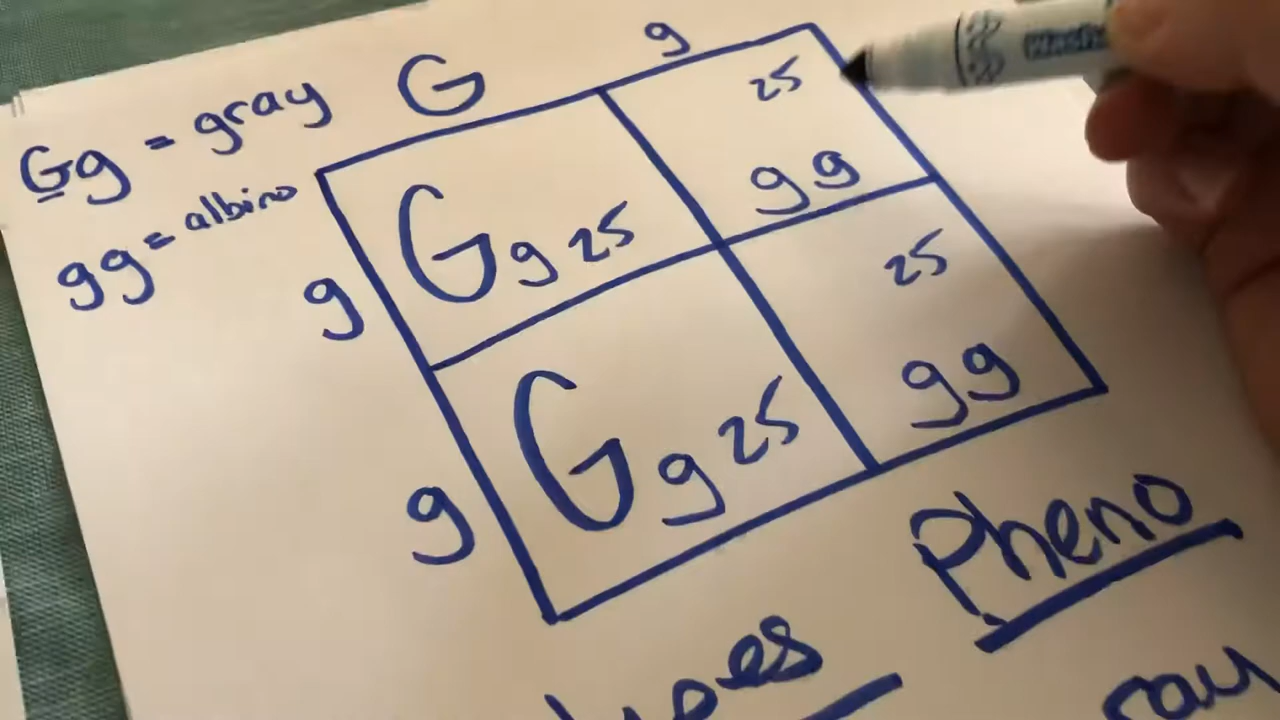 Gg = gray
gg = albino
G g
g Gg 25 25 gg
g Gg 25 25 gg
Pheno